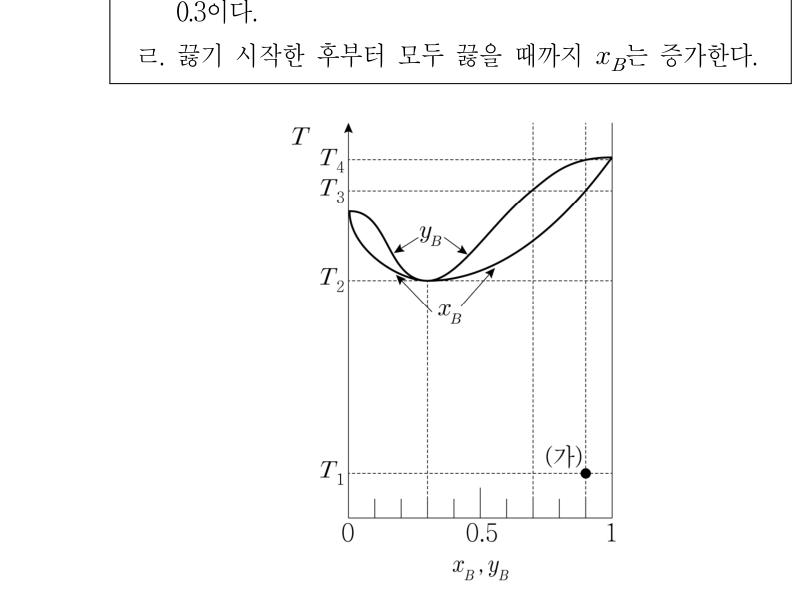 0.3이다.
ㄹ. 끓기 시작한 후부터 모두 끓을 때까지 x_B는 증가한다.
T
T_4
T_3
y_B
T_2
x_B
(가)
T_1
0 0.5 1
x_B, y_B